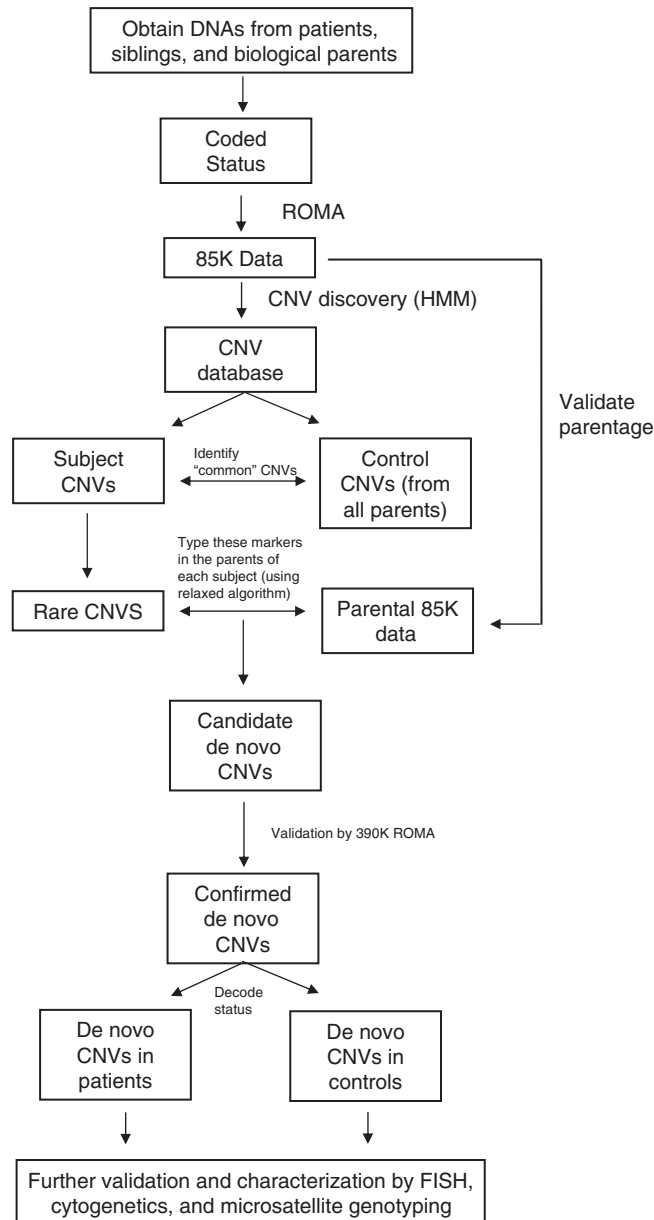 Obtain DNAs from patients,
siblings, and biological parents
Coded
Status
ROMA
85K Data
CNV discovery (HMM)
CNV
database
Validate
parentage
Subject
CNVs
Identify
“common” CNVs
Control
CNVs (from
all parents)
Type these markers
in the parents of
each subject (using
relaxed algorithm)
Rare CNVS
Parental 85K
data
Candidate
de novo
CNVs
Validation by 390K ROMA
Confirmed
de novo
CNVs
Decode
status
De novo
CNVs in
patients
De novo
CNVs in
controls
Further validation and characterization by FISH,
cytogenetics, and microsatellite genotyping